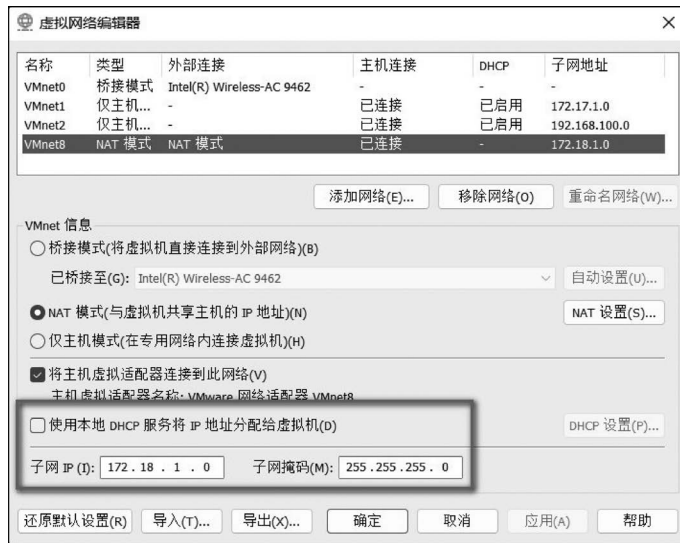 虚拟网络编辑器
名称 类型 外部连接 主机连接 DHCP 子网地址
VMnet0 桥接模式 Intel(R) Wireless-AC 9462 - - -
VMnet1 仅主机... - 已连接 已启用 172.17.1.0
VMnet2 仅主机... - 已连接 已启用 192.168.100.0
VMnet8 NAT 模式 NAT 模式 已连接 - 172.18.1.0
添加网络(E)... 移除网络(O) 重命名网络(W)...
VMnet 信息
桥接模式(将虚拟机直接连接到外部网络)(B)
已桥接至(G): Intel(R) Wireless-AC 9462 自动设置(U)...
NAT 模式(与虚拟机共享主机的 IP 地址)(N) NAT 设置(S)...
仅主机模式(在专用网络内连接虚拟机)(H)
将主机虚拟适配器连接到此网络(V)
主机虚拟适配器名称: VMware 网络适配器 VMnet8
使用本地 DHCP 服务将 IP 地址分配给虚拟机(D) DHCP 设置(P)...
子网 IP (I): 172 . 18 . 1 . 0 子网掩码(M): 255 .255 .255 . 0
还原默认设置(R) 导入(T)... 导出(X)... 确定 取消 应用(A) 帮助